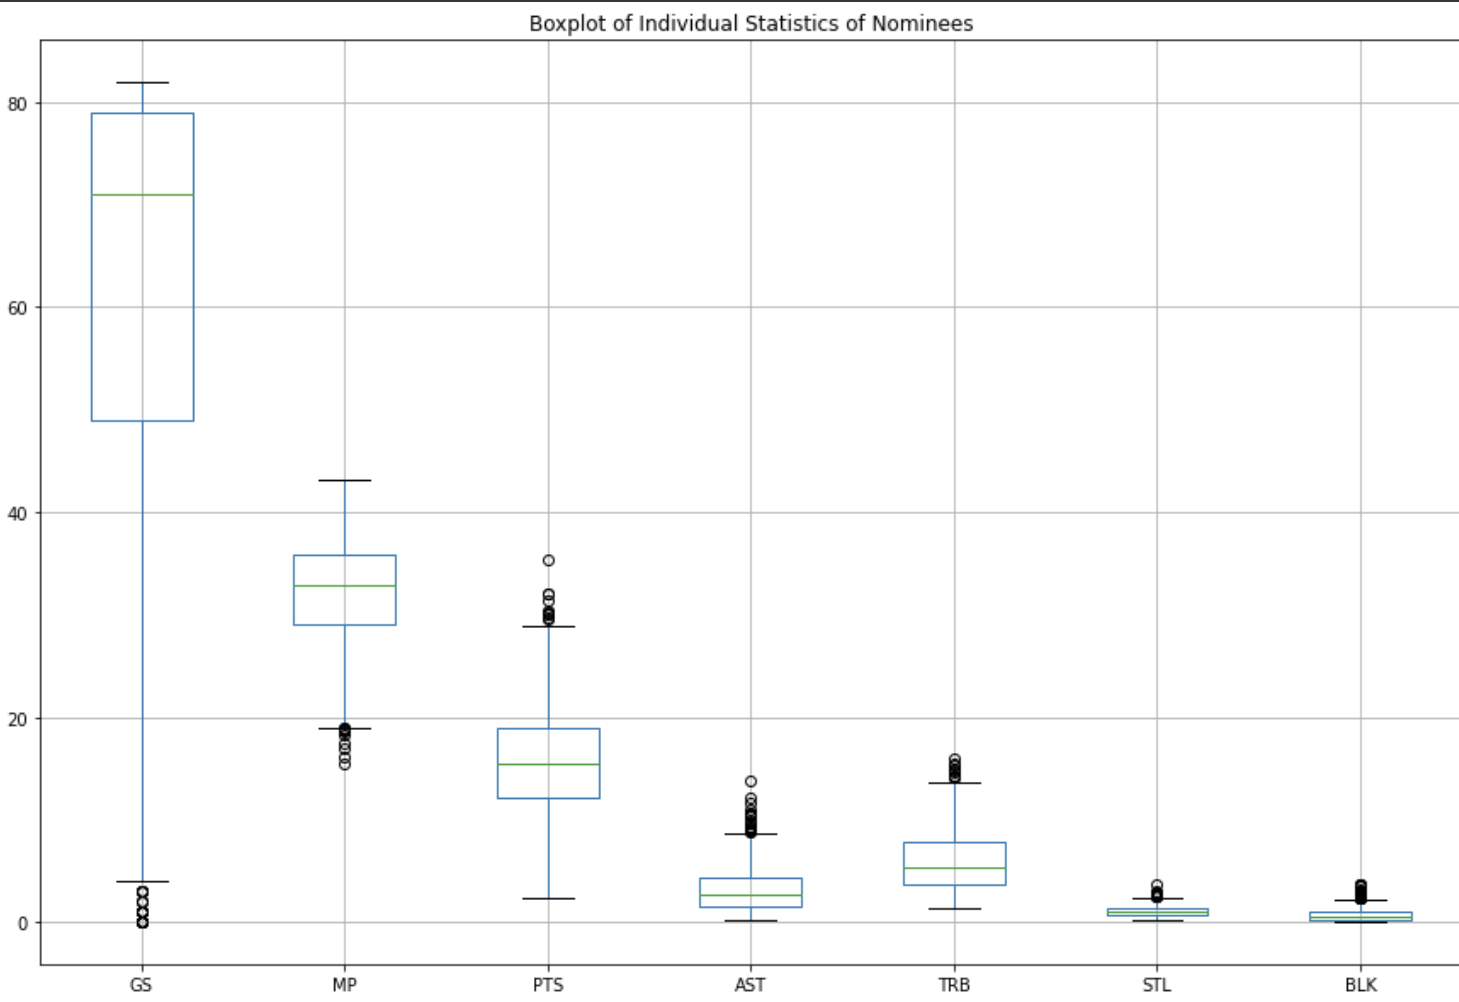 Boxplot of Individual Statistics of Nominees
80
60
40
20
0
GS MP PTS AST TRB STL BLK